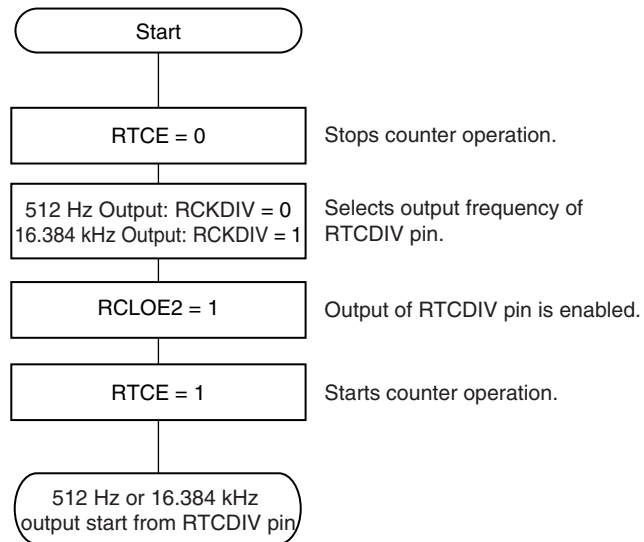 Start
RTCE = 0
Stops counter operation.
512 Hz Output: RCKDIV = 0
16.384 kHz Output: RCKDIV = 1
Selects output frequency of
RTCDIV pin.
RCLOE2 = 1
Output of RTCDIV pin is enabled.
RTCE = 1
Starts counter operation.
512 Hz or 16.384 kHz
output start from RTCDIV pin